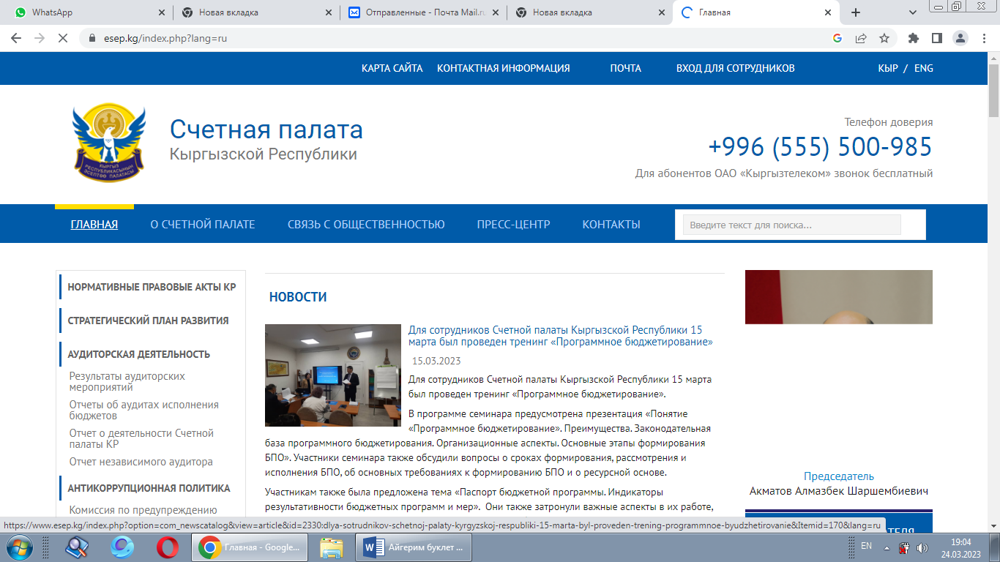 WhatsApp
Новая вкладка
Отправленные - Почта Mail.ru
Новая вкладка
Главная
esep.kg/index.php?lang=ru
КАРТА САЙТА КОНТАКТНАЯ ИНФОРМАЦИЯ ПОЧТА ВХОД ДЛЯ СОТРУДНИКОВ КЫР / ENG
КЫРГЫЗ
РЕСПУБЛИКАСЫНЫН
ЭСЕПТӨӨ ПАЛАТАСЫ
Счетная палата
Кыргызской Республики
Телефон доверия
+996 (555) 500-985
Для абонентов ОАО «Кыргызтелеком» звонок бесплатный
ГЛАВНАЯ О СЧЕТНОЙ ПАЛАТЕ СВЯЗЬ С ОБЩЕСТВЕННОСТЬЮ ПРЕСС-ЦЕНТР КОНТАКТЫ
Введите текст для поиска...
НОРМАТИВНЫЕ ПРАВОВЫЕ АКТЫ КР
СТРАТЕГИЧЕСКИЙ ПЛАН РАЗВИТИЯ
АУДИТОРСКАЯ ДЕЯТЕЛЬНОСТЬ
Результаты аудиторских
мероприятий
Отчеты об аудитах исполнения
бюджетов
Отчет о деятельности Счетной
палаты КР
Отчет независимого аудитора
АНТИКОРРУПЦИОННАЯ ПОЛИТИКА
Комиссия по предупреждению
НОВОСТИ
Для сотрудников Счетной палаты Кыргызской Республики 15
марта был проведен тренинг «Программное бюджетирование»
15.03.2023
Для сотрудников Счетной палаты Кыргызской Республики 15 марта
был проведен тренинг «Программное бюджетирование».
В программе семинара предусмотрена презентация «Понятие
«Программное бюджетирование». Преимущества. Законодательная
база программного бюджетирования. Организационные аспекты. Основные этапы формирования
БПО». Участники семинара также обсудили вопросы о сроках формирования, рассмотрения и
исполнения БПО, об основных требованиях к формированию БПО и о ресурсной основе.
Участникам также была предложена тема «Паспорт бюджетной программы. Индикаторы
результативности бюджетных программ и мер». Они также затронули важные аспекты в их работе,
Председатель
Акматов Алмазбек Шаршембиевич
https://www.esep.kg/index.php?option=com_newscatalog&view=article&id=2330:dlya-sotrudnikov-schetnoj-palaty-kyrgyzskoj-respubliki-15-marta-byl-proveden-trening-programmnoe-byudzhetirovanie&Itemid=170&lang=ru
Главная - Google...
Айгерим буклет ...
EN
19:04
24.03.2023